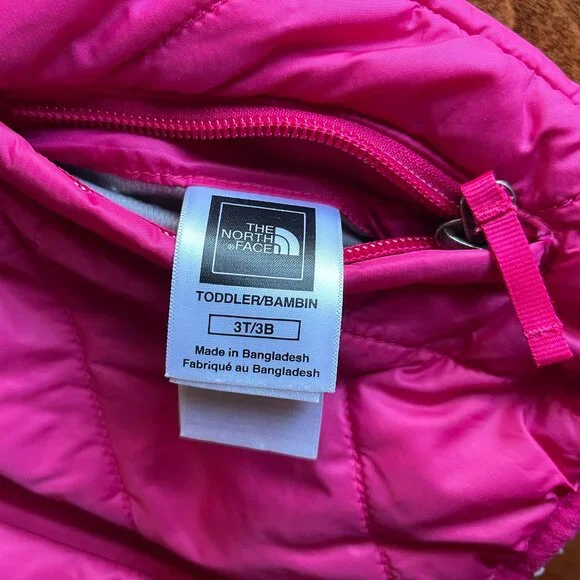 THE
NORTH
®FACE
TODDLER/BAMBIN
3T/3B
Made in Bangladesh
Fabriqué au Bangladesh